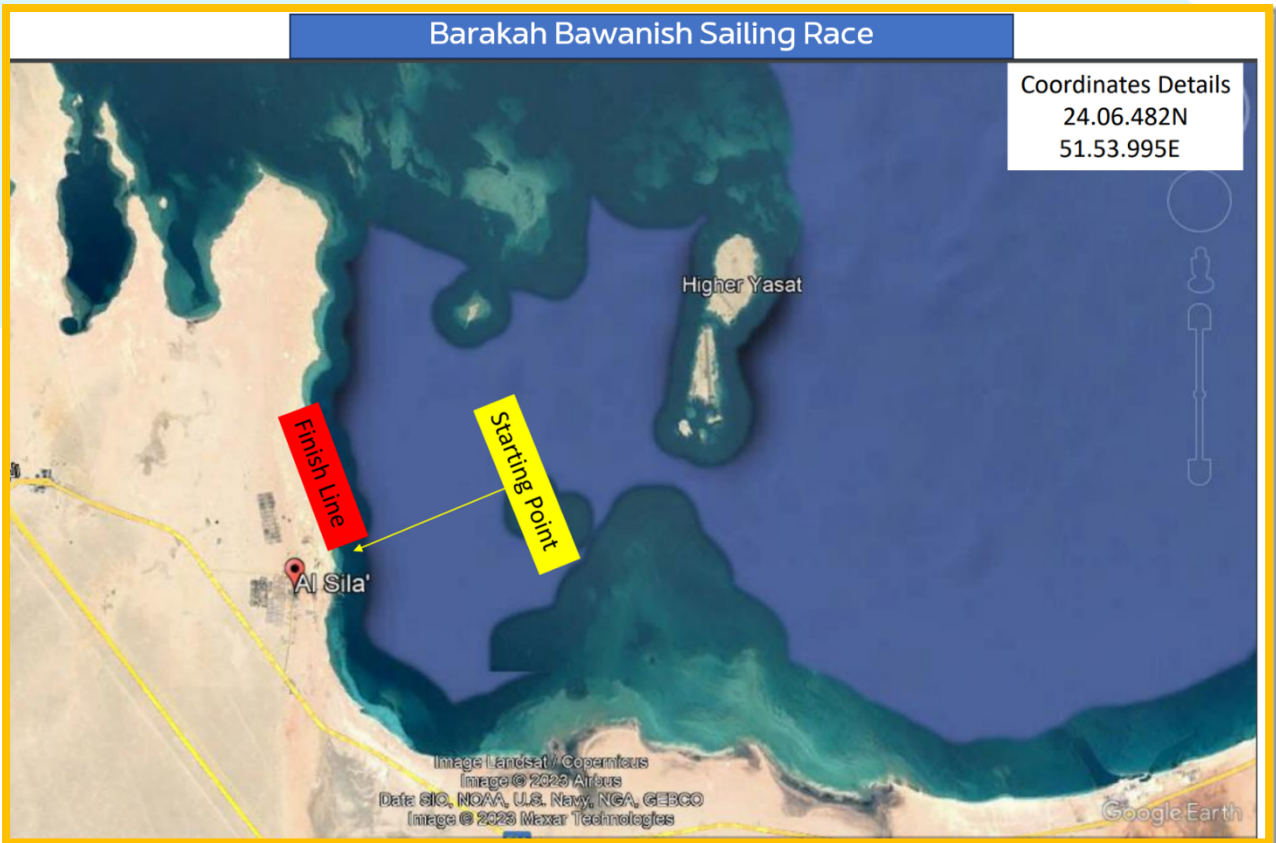 Barakah Bawanish Sailing Race
Coordinates Details
24.06.482N
51.53.995E
Higher Yasat
Finish Line
Starting Point
Al Sila'
Image Landsat / Copernicus
Image © 2023 Airbus
Data SIO, NOAA, U.S. Navy, NGA, GEBCO
Image © 2023 Maxar Technologies
Google Earth